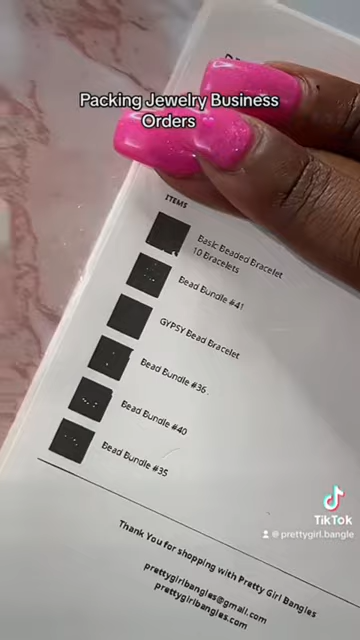 Packing Jewelry Business
Orders
ITEMS
Basic Beaded Bracelet
10 Bracelets
Bead Bundle #41
GYPSY Bead Bracelet
Bead Bundle #36
Bead Bundle #40
Bead Bundle #35
TikTok
@prettygirl.bangle
Thank You for shopping with Pretty Girl Bangles
prettygirlbangles@gmail.com
prettygirlbangles.com